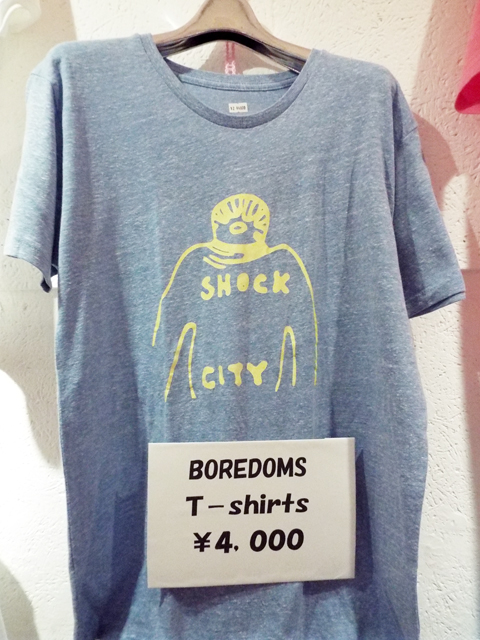 SHOCK
CITY
BOREDOMS
T-shirts
¥4,000